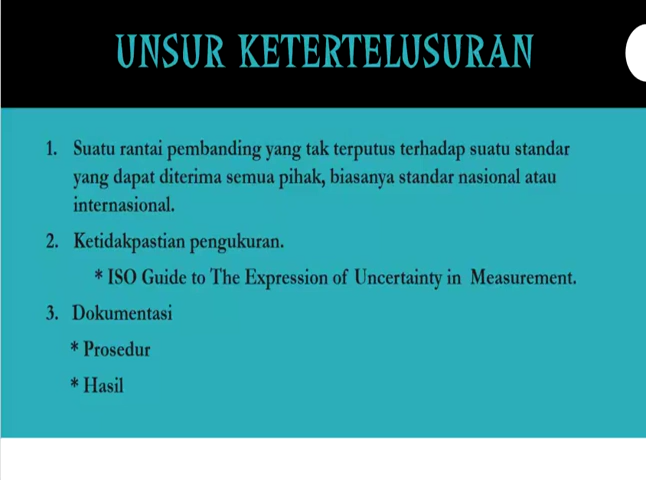 UNSUR KETERTELUSURAN
1. Suatu rantai pembanding yang tak terputus terhadap suatu standar
yang dapat diterima semua pihak, biasanya standar nasional atau
internasional.
2. Ketidakpastian pengukuran.
* ISO Guide to The Expression of Uncertainty in Measurement.
3. Dokumentasi
* Prosedur
* Hasil